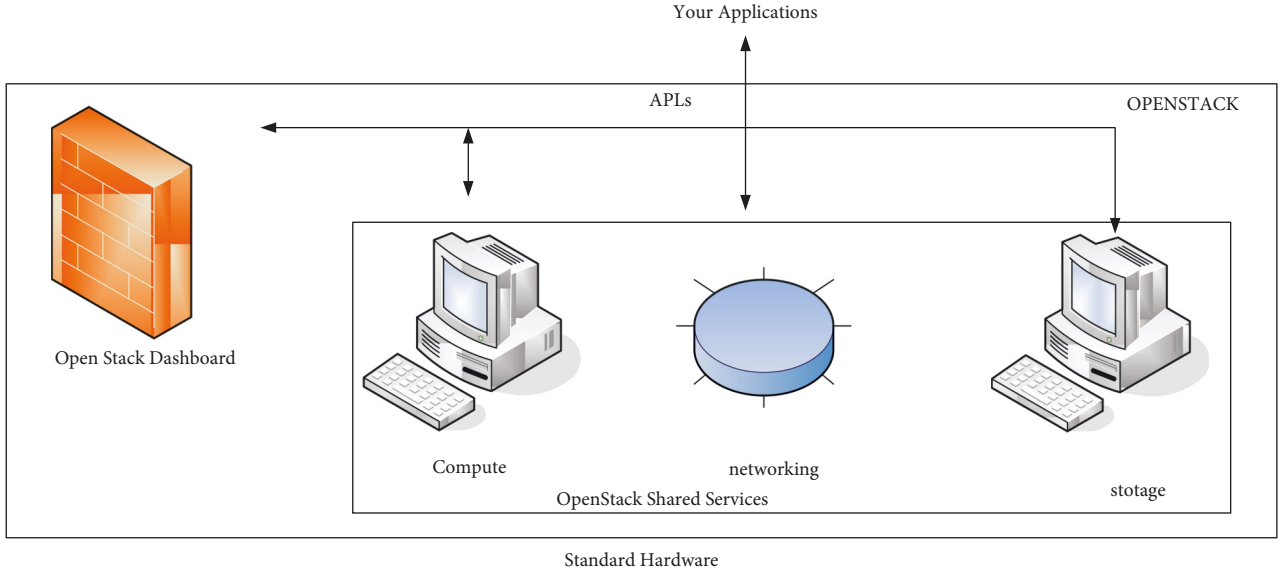 Your Applications
APLs
OPENSTACK
Open Stack Dashboard
Compute
networking
stotage
OpenStack Shared Services
Standard Hardware